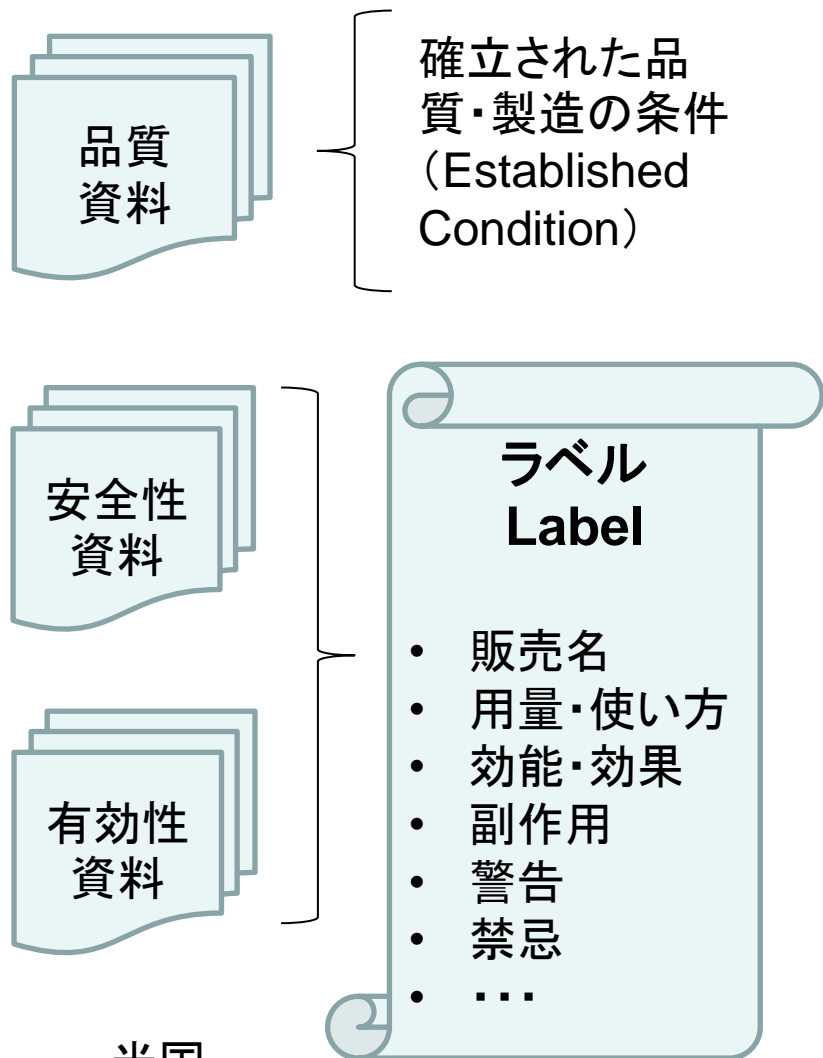 品質
資料
確立された品
質・製造の条件
（Established
Condition）
安全性
資料
有効性
資料
ラベル
Label
• 販売名
• 用量・使い方
• 効能・効果
• 副作用
• 警告
• 禁忌
• ・・・